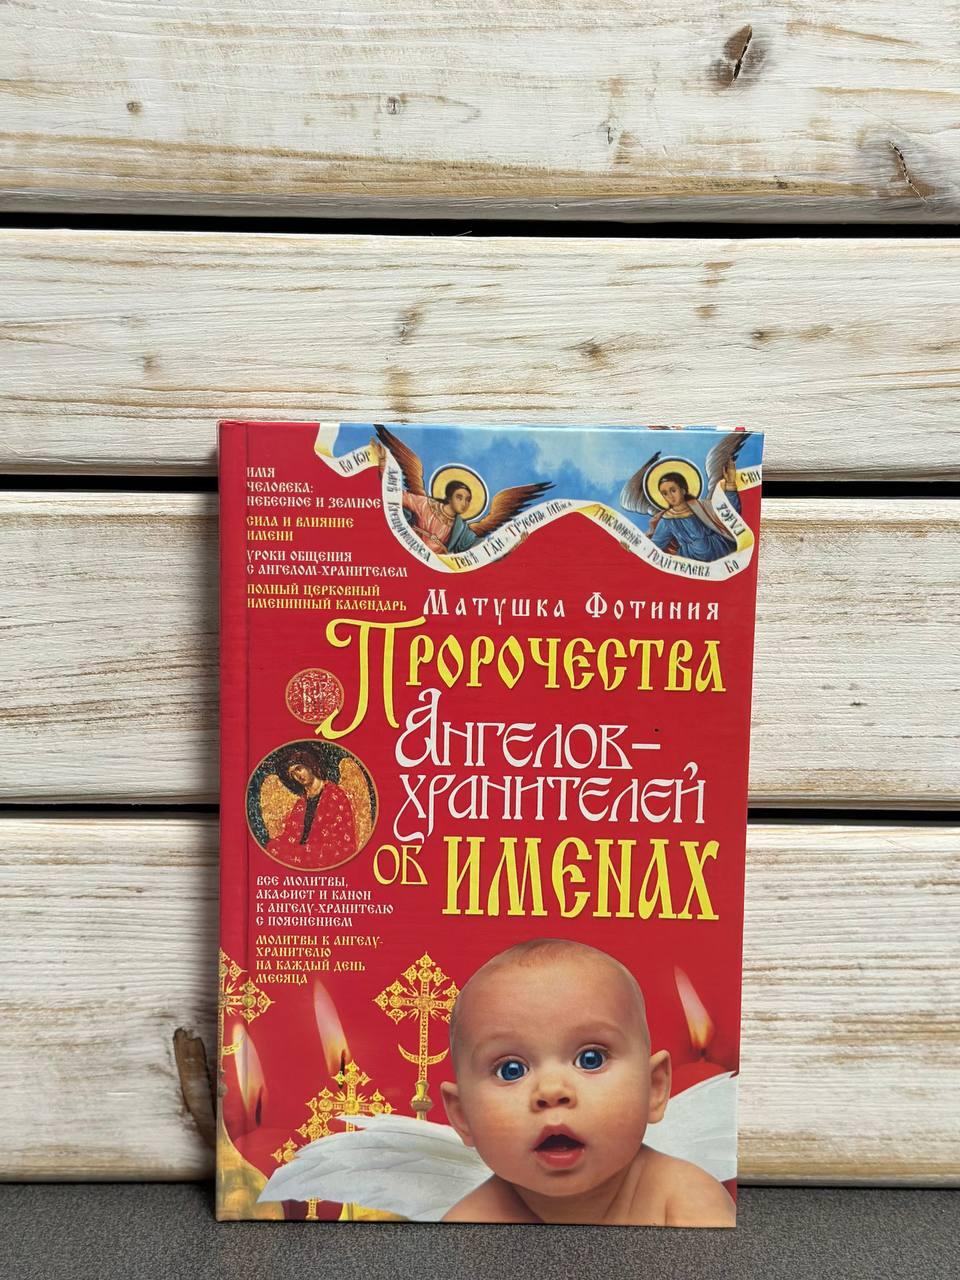 ИМЯ
ЧЕЛОВЕКА:
НЕБЕСНОЕ И ЗЕМНОЕ
СИЛА И ВЛИЯНИЕ
ИМЕНИ
УРОКИ ОБЩЕНИЯ
С АНГЕЛОМ-ХРАНИТЕЛЕМ
ПОЛНЫЙ ЦЕРКОВНЫЙ
ИМЕНИННЫЙ КАЛЕНДАРЬ
МАТУШКА ФОТИНИЯ
ПРОРОЧЕСТВА
АНГЕЛОВ-
ХРАНИТЕЛЕЙ
ОБ ИМЕНАХ
ВСЕ МОЛИТВЫ,
АКАФИСТ И КАНОН
К АНГЕЛУ-ХРАНИТЕЛЮ
С ПОЯСНЕНИЕМ
МОЛИТВЫ К АНГЕЛУ-
ХРАНИТЕЛЮ
НА КАЖДЫЙ ДЕНЬ
МЕСЯЦА